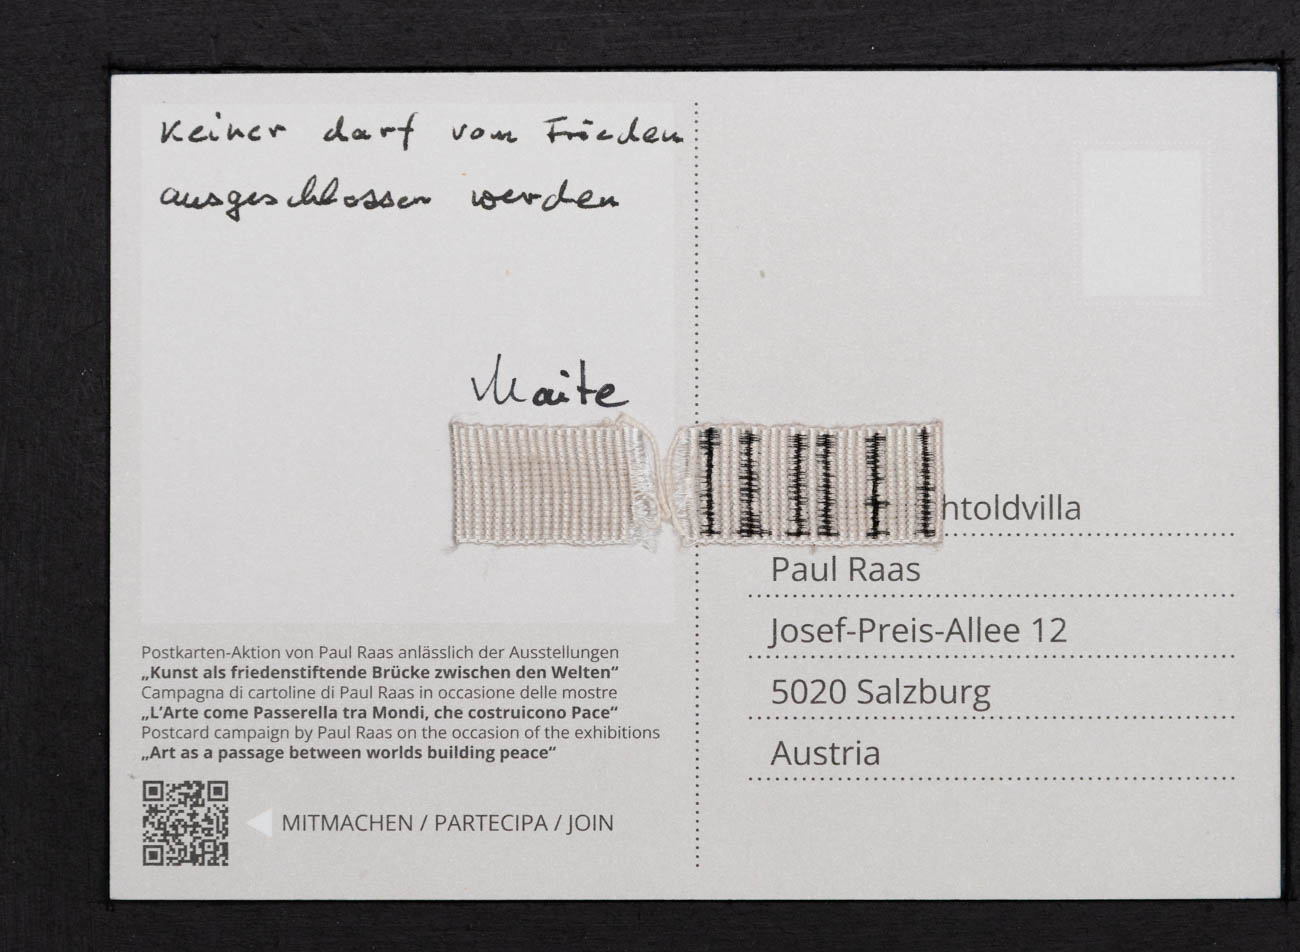 Keiner darf vom Frieden
ausgeschlossen werden
Maite
htoldvilla
Paul Raas
Josef-Preis-Allee 12
5020 Salzburg
Austria
Postkarten-Aktion von Paul Raas anlässlich der Ausstellungen
„Kunst als friedenstiftende Brücke zwischen den Welten“
Campagna di cartoline di Paul Raas in occasione delle mostre
„L’Arte come Passerella tra Mondi, che costruicono Pace“
Postcard campaign by Paul Raas on the occasion of the exhibitions
„Art as a passage between worlds building peace“
MITMACHEN / PARTECIPA / JOIN